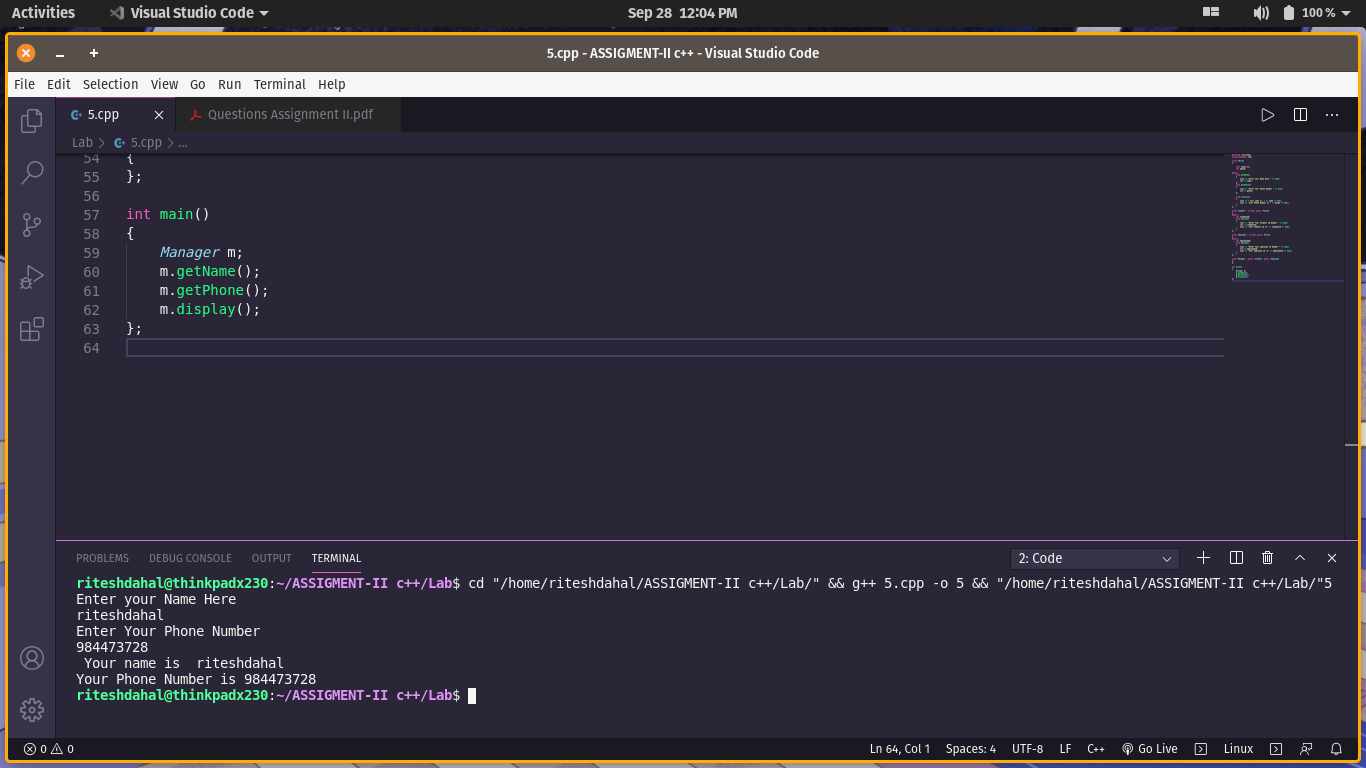 Activities Visual Studio Code Sep 28 12:04 PM 100 %
5.cpp - ASSIGMENT-II c++ - Visual Studio Code
File Edit Selection View Go Run Terminal Help
5.cpp Questions Assignment II.pdf
Lab > 5.cpp > ...
54 {
55 };
56
57 int main()
58 {
59     Manager m;
60     m.getName();
61     m.getPhone();
62     m.display();
63 };
64
PROBLEMS DEBUG CONSOLE OUTPUT TERMINAL 2: Code
riteshdahal@thinkpadx230:~/ASSIGMENT-II c++/Lab$ cd "/home/riteshdahal/ASSIGMENT-II c++/Lab/" && g++ 5.cpp -o 5 && "/home/riteshdahal/ASSIGMENT-II c++/Lab/"5
Enter your Name Here
riteshdahal
Enter Your Phone Number
984473728
 Your name is  riteshdahal
Your Phone Number is 984473728
riteshdahal@thinkpadx230:~/ASSIGMENT-II c++/Lab$
0 0 Ln 64, Col 1 Spaces: 4 UTF-8 LF C++ Go Live Linux